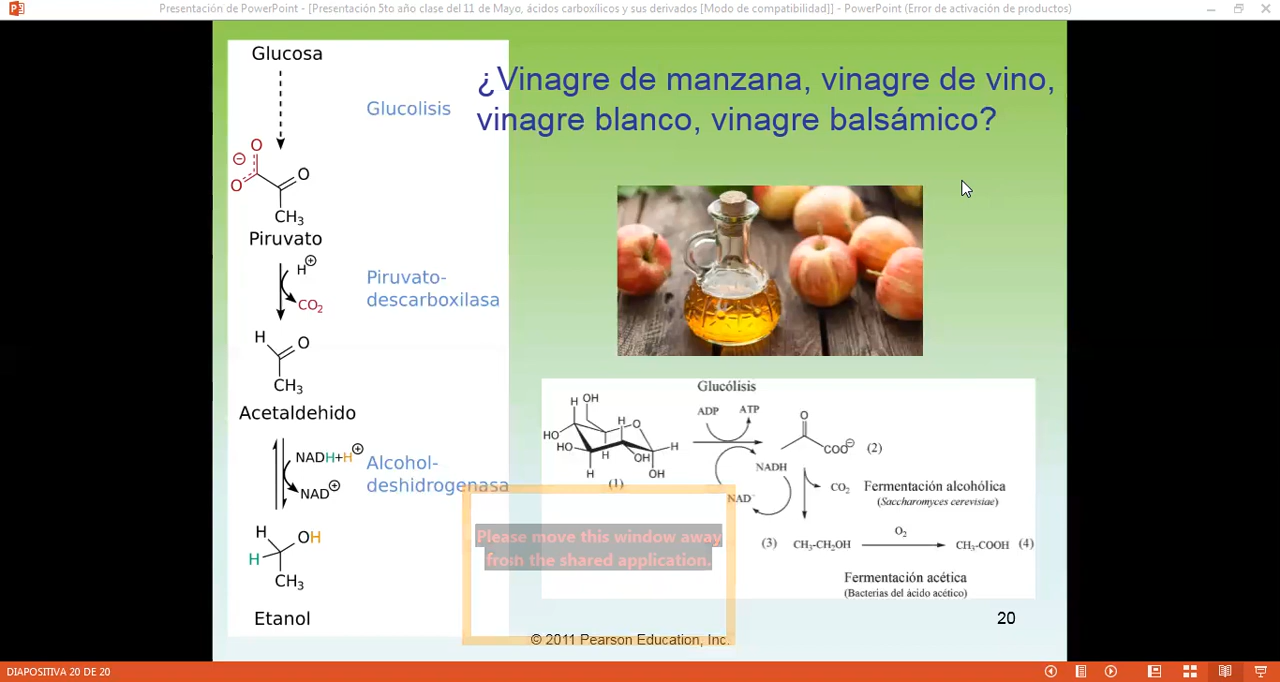 Presentación de PowerPoint - [Presentación 5to año clase del 11 de Mayo, ácidos carboxílicos y sus derivados [Modo de compatibilidad]] - PowerPoint (Error de activación de productos)
¿Vinagre de manzana, vinagre de vino,
vinagre blanco, vinagre balsámico?
Glucosa
Glucolisis
O
O
O
CH3
Piruvato
H+
CO2
Piruvato-
descarboxilasa
H
O
CH3
Acetaldehido
NADH+H+
NAD+
Alcohol-
deshidrogenasa
H
OH
H
CH3
Etanol
Glucólisis
H
OH
HO
HO
H
O
H
H
H
OH
OH
(1)
ADP
ATP
NADH
NAD+
O
COO−
(2)
CO2
Fermentación alcohólica
(Saccharomyces cerevisiae)
(3)
CH3-CH2OH
O2
CH3-COOH
(4)
Fermentación acética
(Bacterias del ácido acético)
Please move this window away
from the shared application.
20
© 2011 Pearson Education, Inc.
DIAPOSITIVA 20 DE 20